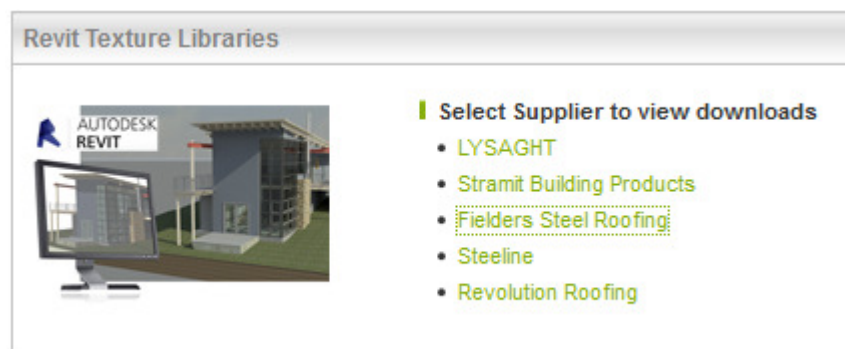 Revit Texture Libraries
AUTODESK
REVIT
Select Supplier to view downloads
LYSAGHT
Stramit Building Products
Fielders Steel Roofing
Steeline
Revolution Roofing